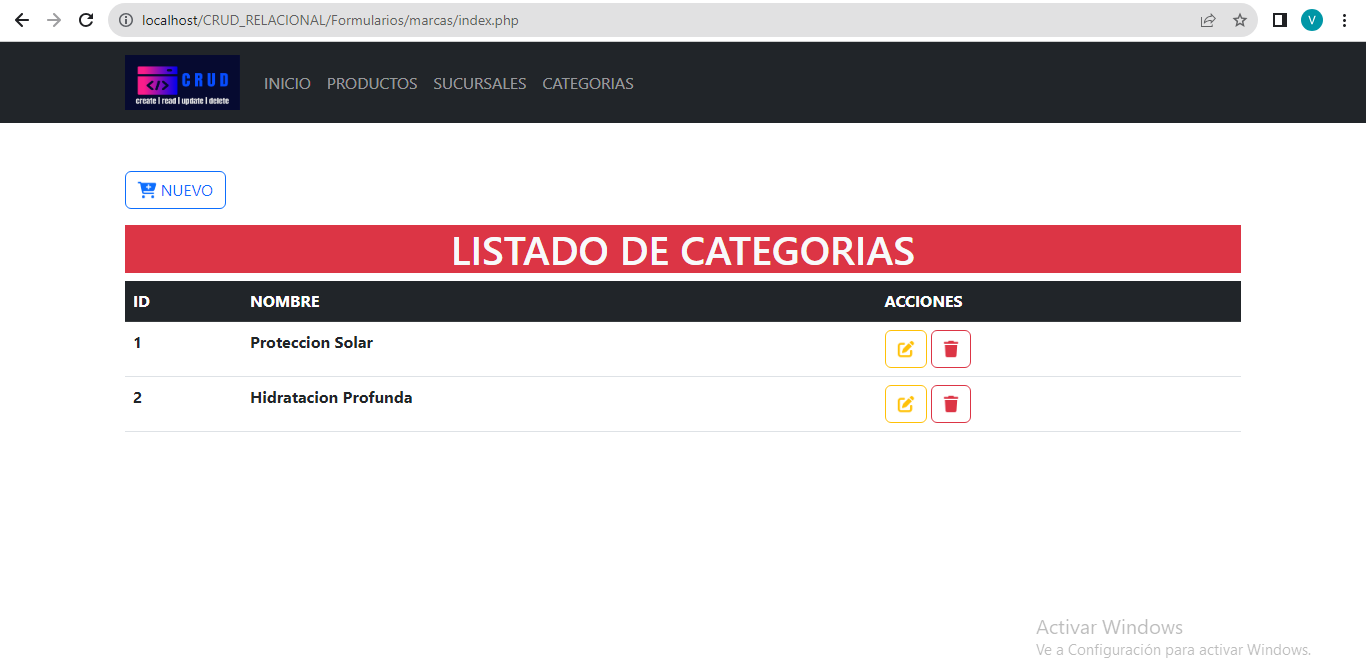 localhost/CRUD_RELACIONAL/Formularios/marcas/index.php
V
</> CRUD
create | read | update | delete
INICIO PRODUCTOS SUCURSALES CATEGORIAS
NUEVO
LISTADO DE CATEGORIAS
ID NOMBRE ACCIONES
1 Proteccion Solar
2 Hidratacion Profunda
Activar Windows
Ve a Configuración para activar Windows.